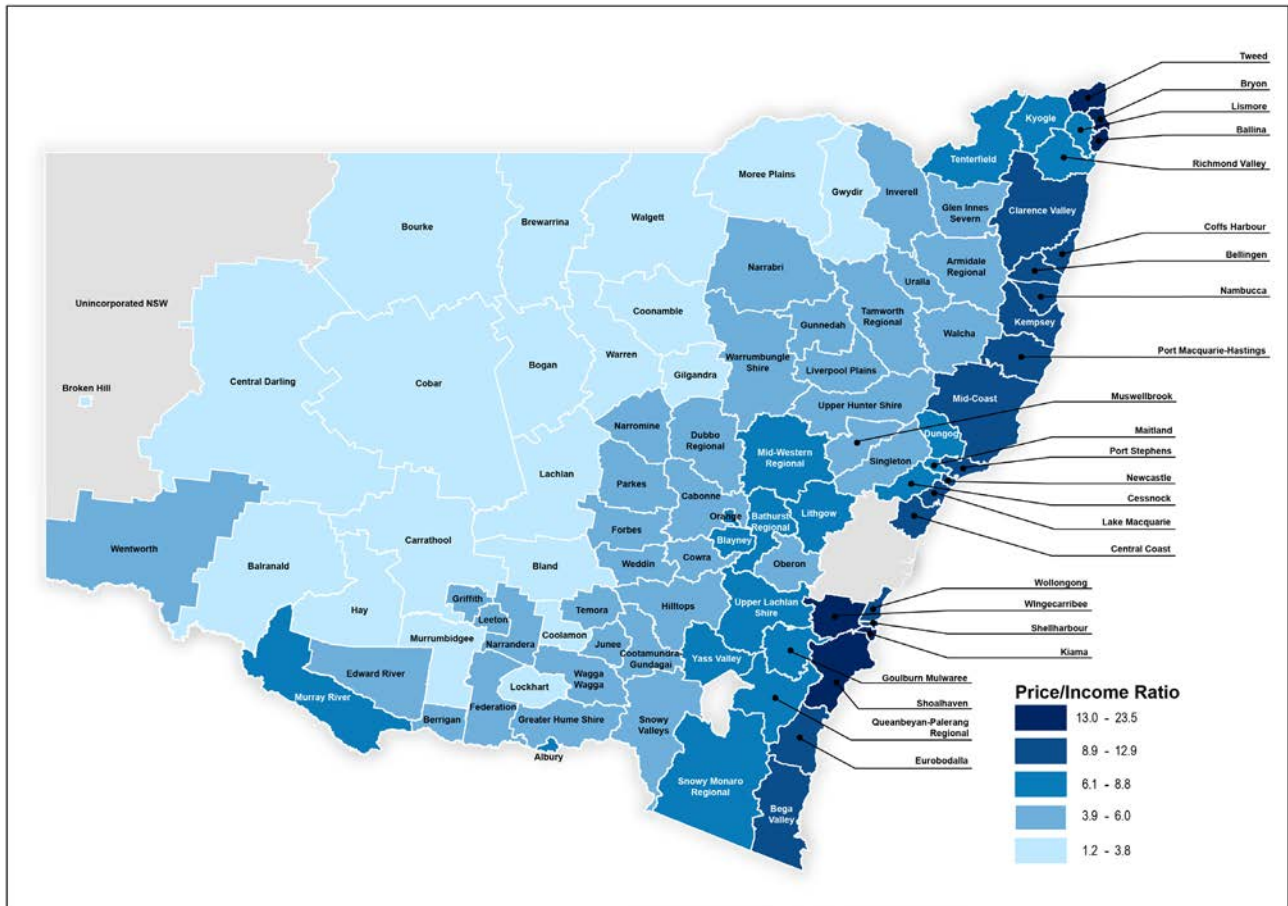 Tweed
Bryon
Lismore
Ballina
Richmond Valley
Kyogle
Tenterfield
Moree Plains
Gwydir
Inverell
Glen Innes
Severn
Clarence Valley
Bourke
Brewarrina
Walgett
Coffs Harbour
Bellingen
Nambucca
Narrabri
Armidale
Regional
Uralla
Unincorporated NSW
Coonamble
Gunnedah
Tamworth
Regional
Walcha
Kempsey
Port Macquarie-Hastings
Central Darling
Cobar
Bogan
Warren
Gilgandra
Warrumbungle
Shire
Liverpool Plains
Broken Hill
Upper Hunter Shire
Mid-Coast
Muswellbrook
Narromine
Dubbo
Regional
Mid-Western
Regional
Singleton
Dungog
Maitland
Port Stephens
Newcastle
Cessnock
Lake Macquarie
Central Coast
Lachlan
Parkes
Cabonne
Orange
Bathurst
Regional
Lithgow
Wentworth
Carrathool
Forbes
Blayney
Balranald
Bland
Weddin
Cowra
Oberon
Wollongong
WIngecarribee
Shellharbour
Kiama
Hay
Griffith
Leeton
Temora
Hilltops
Upper Lachlan
Shire
Murrumbidgee
Narrandera
Coolamon
Junee
Cootamundra-
Gundagai
Yass Valley
Goulburn Mulwaree
Shoalhaven
Queanbeyan-Palerang
Regional
Eurobodalla
Murray River
Edward River
Lockhart
Wagga
Wagga
Berrigan
Federation
Greater Hume Shire
Snowy
Valleys
Albury
Snowy Monaro
Regional
Bega
Valley
Price/Income Ratio
13.0 - 23.5
8.9 - 12.9
6.1 - 8.8
3.9 - 6.0
1.2 - 3.8